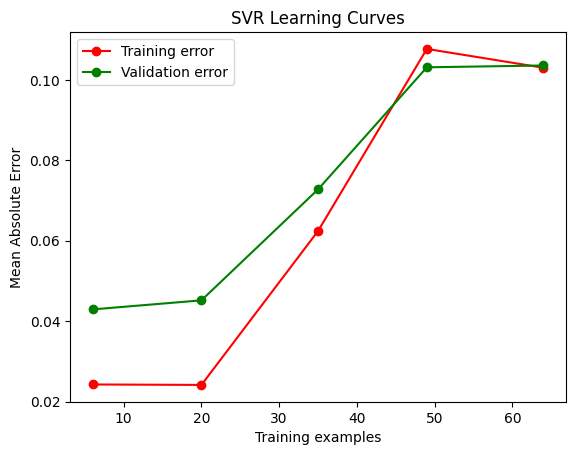 SVR Learning Curves
Training error
Validation error
Mean Absolute Error
0.10
0.08
0.06
0.04
0.02
10 20 30 40 50 60
Training examples